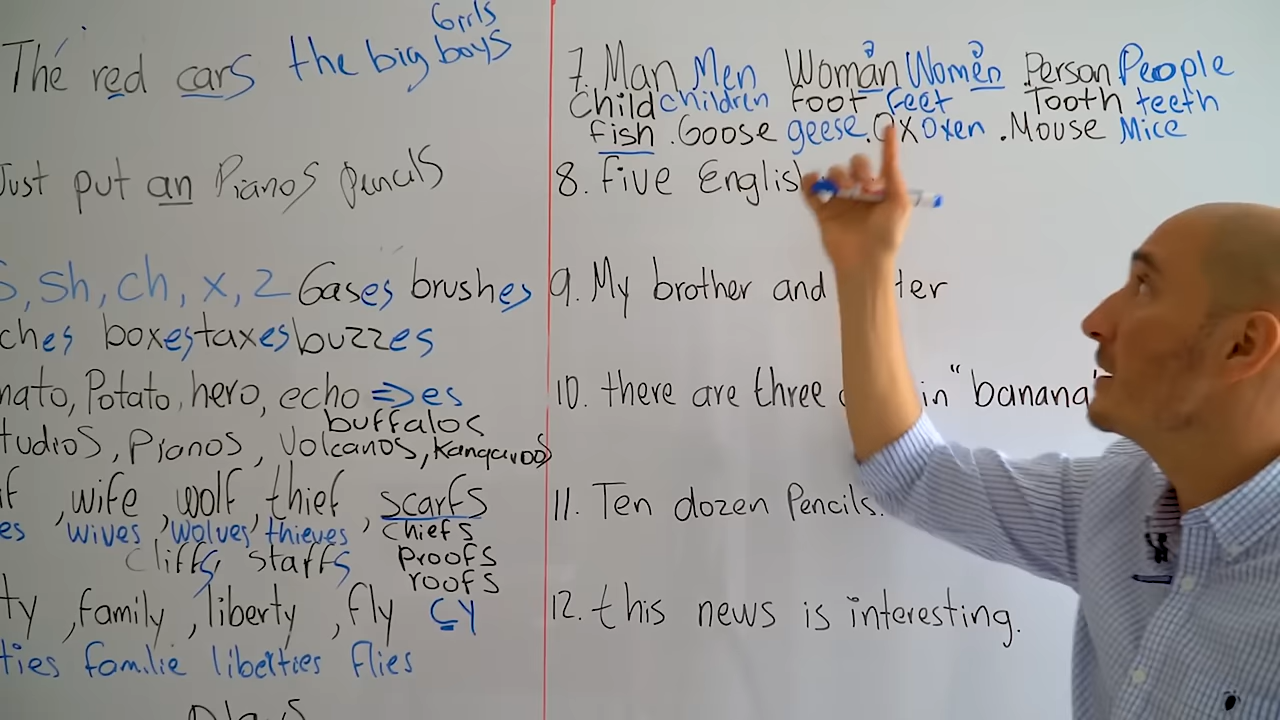 Girls
The red cars the big boys
Just put an Pianos pencils
S, sh, ch, x, z Gases brushes
ches boxes taxes buzzes
mato, Potato, hero, echo => es
buffalos
tudios, Pianos, Volcanos, Kangaroos
f, wife, wolf, thief scarfs
es wives, wolves, thieves, chiefs
cliffs, staffs proofs
roofs
ty, family, liberty, fly CY
ties familie liberties flies
7. Man Men Woman Women Person People
Child children foot feet Tooth teeth
fish . Goose geese . Ox Oxen . Mouse Mice
8. five English
9. My brother and ter
10. there are three in "banana"
11. Ten dozen Pencils.
12. this news is interesting.